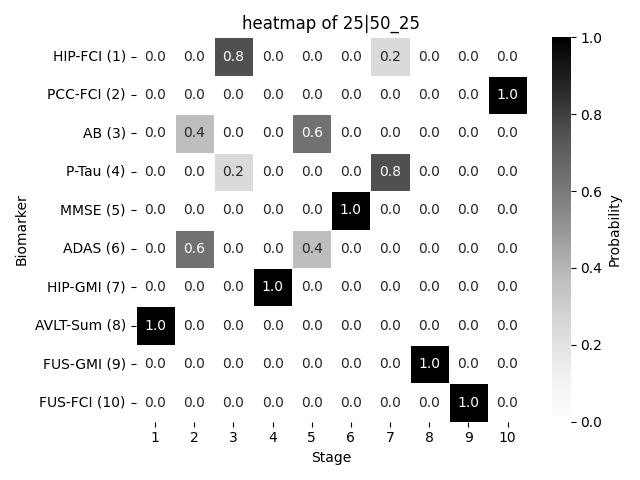 heatmap of 25|50_25
HIP-FCI (1) 0.0 0.0 0.8 0.0 0.0 0.0 0.2 0.0 0.0 0.0
PCC-FCI (2) 0.0 0.0 0.0 0.0 0.0 0.0 0.0 0.0 0.0 1.0
AB (3) 0.0 0.4 0.0 0.0 0.6 0.0 0.0 0.0 0.0 0.0
P-Tau (4) 0.0 0.0 0.2 0.0 0.0 0.0 0.8 0.0 0.0 0.0
MMSE (5) 0.0 0.0 0.0 0.0 0.0 1.0 0.0 0.0 0.0 0.0
ADAS (6) 0.0 0.6 0.0 0.0 0.4 0.0 0.0 0.0 0.0 0.0
HIP-GMI (7) 0.0 0.0 0.0 1.0 0.0 0.0 0.0 0.0 0.0 0.0
AVLT-Sum (8) 1.0 0.0 0.0 0.0 0.0 0.0 0.0 0.0 0.0 0.0
FUS-GMI (9) 0.0 0.0 0.0 0.0 0.0 0.0 0.0 1.0 0.0 0.0
FUS-FCI (10) 0.0 0.0 0.0 0.0 0.0 0.0 0.0 0.0 1.0 0.0
1 2 3 4 5 6 7 8 9 10
Stage
Biomarker
1.0
0.8
0.6
0.4
0.2
0.0
Probability